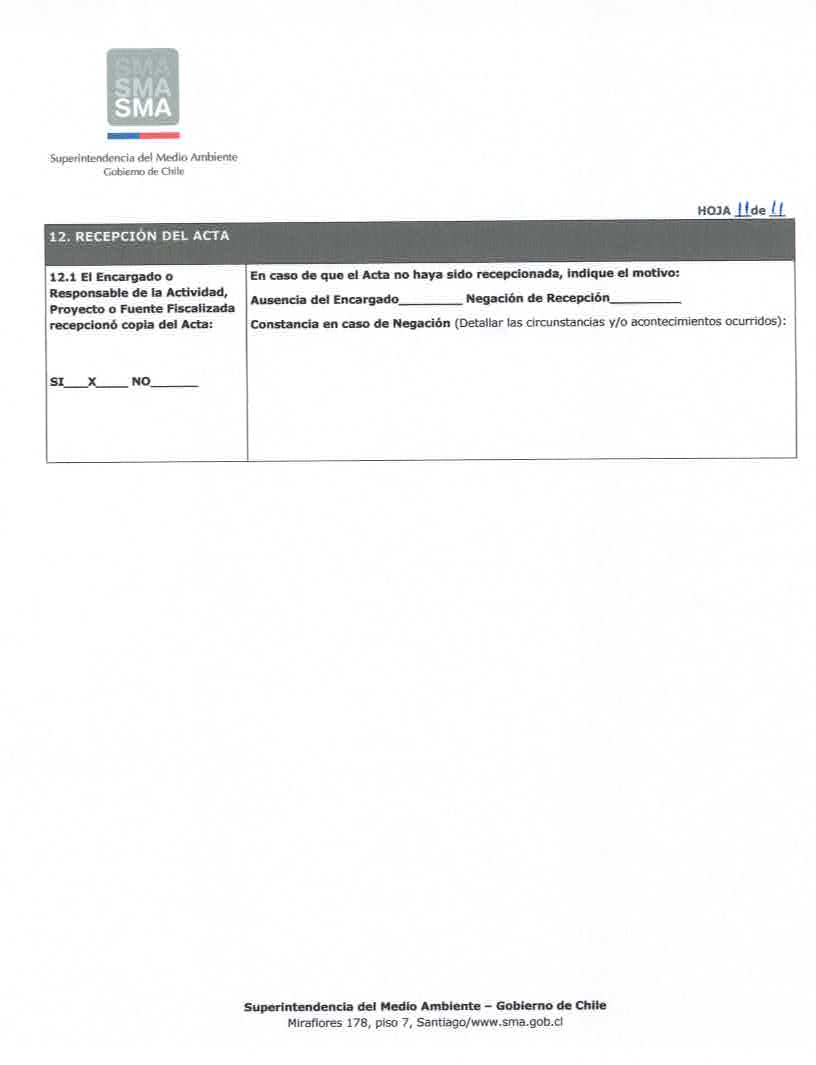 SMA
SMA
SMA
Superintendencia del Medio Ambiente
Gobierno de Chile
HOJA 11 de 11
12. RECEPCIÓN DEL ACTA
12.1 El Encargado o
Responsable de la Actividad,
Proyecto o Fuente Fiscalizada
recepcionó copia del Acta:
SI___X____ NO______
En caso de que el Acta no haya sido recepcionada, indique el motivo:
Ausencia del Encargado________ Negación de Recepción_________
Constancia en caso de Negación (Detallar las circunstancias y/o acontecimientos ocurridos):
Superintendencia del Medio Ambiente – Gobierno de Chile
Miraflores 178, piso 7, Santiago/www.sma.gob.cl